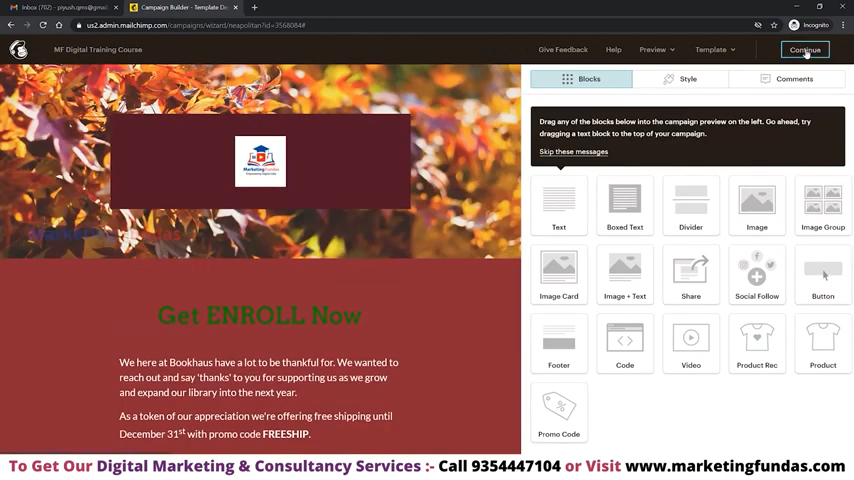 Inbox (702) - piyush.qms@gmail
Campaign Builder - Template De
us2.admin.mailchimp.com/campaigns/wizard/neapolitan?id=3568084#
Incognito
MF Digital Training Course
Give Feedback
Help
Preview
Template
Continue
Blocks
Style
Comments
Drag any of the blocks below into the campaign preview on the left. Go ahead, try
dragging a text block to the top of your campaign.
Skip these messages
MarketingFundas
Text
Boxed Text
Divider
Image
Image Group
Image Card
Image + Text
Share
Social Follow
Button
Get ENROLL Now
Footer
Code
Video
Product Rec
Product
We here at Bookhaus have a lot to be thankful for. We wanted to
reach out and say 'thanks' to you for supporting us as we grow
and expand our library into the next year.
As a token of our appreciation we're offering free shipping until
December 31st with promo code FREESHIP.
Promo Code
To Get Our Digital Marketing & Consultancy Services :- Call 9354447104 or Visit www.marketingfundas.com